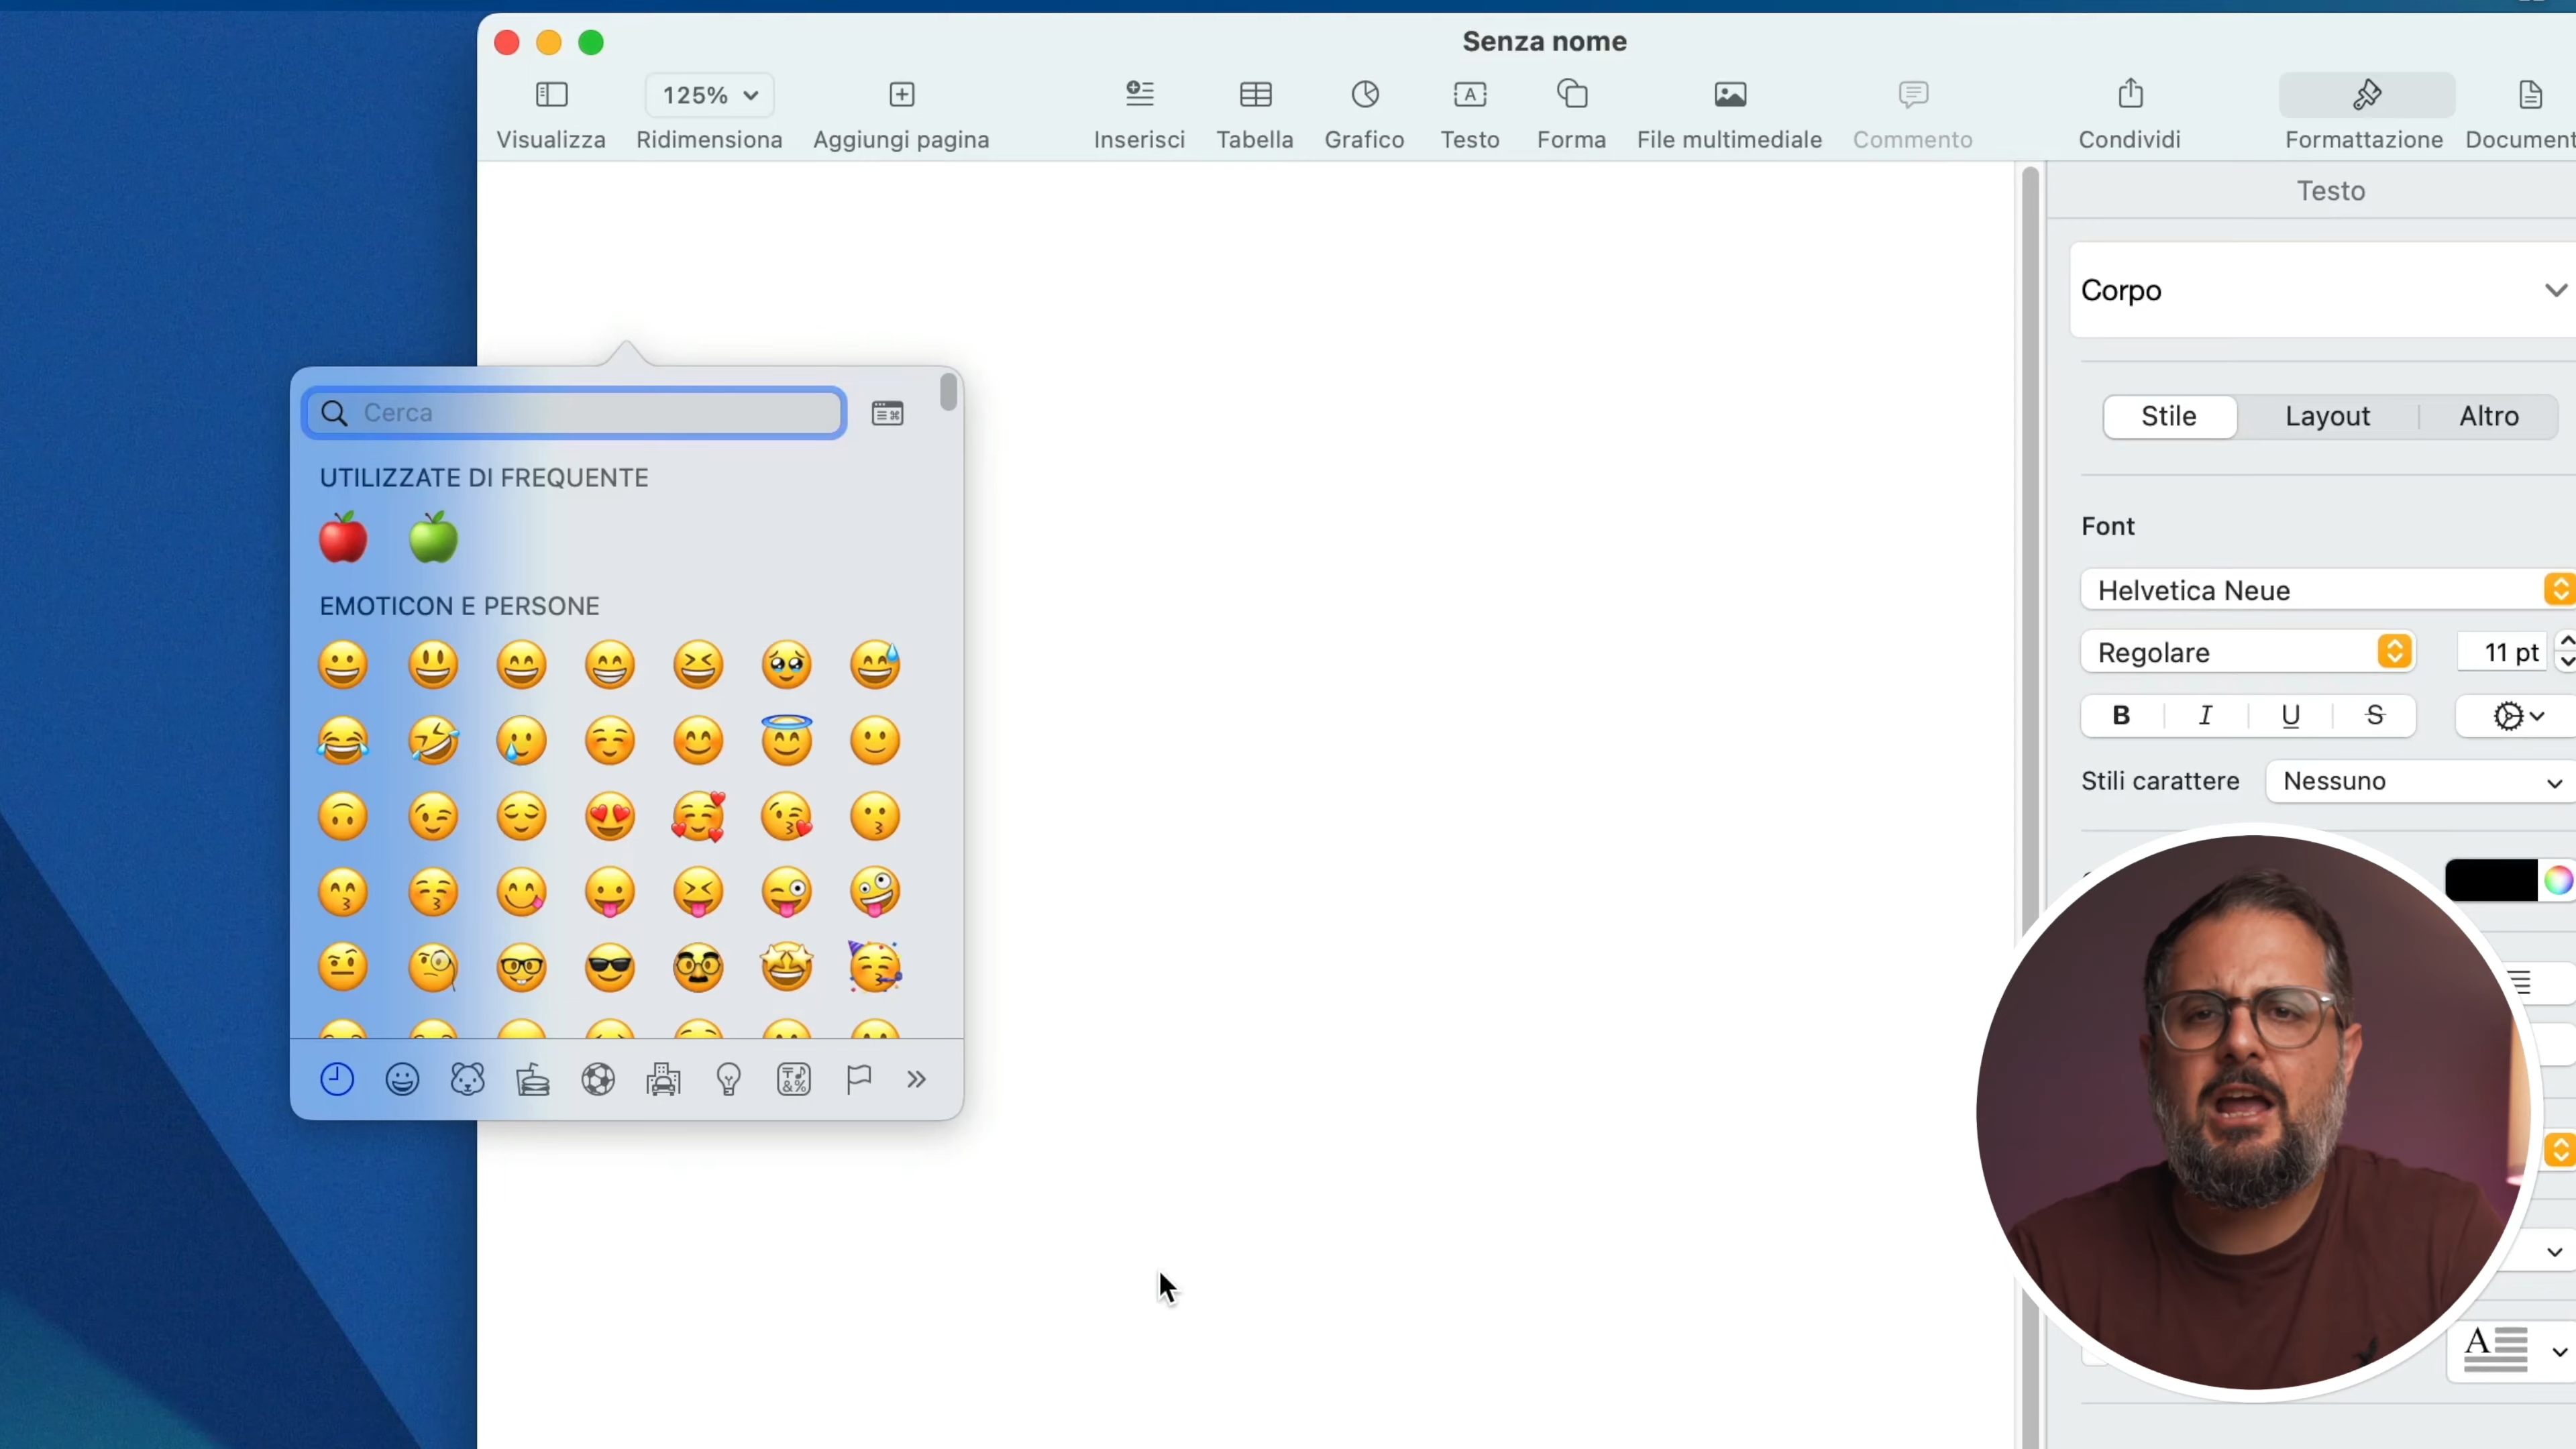 Senza nome
125%
Visualizza
Ridimensiona
Aggiungi pagina
Inserisci
Tabella
Grafico
Testo
Forma
File multimediale
Commento
Condividi
Formattazione
Document
Testo
Corpo
Stile
Layout
Altro
Font
Helvetica Neue
Regolare
11 pt
B I U S
Stili carattere
Nessuno
Cerca
UTILIZZATE DI FREQUENTE
EMOTICON E PERSONE